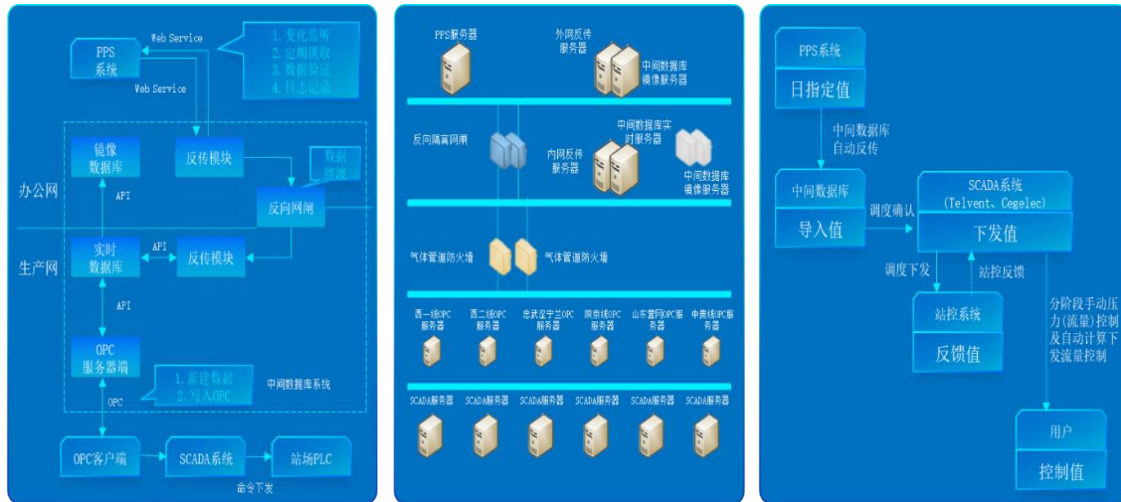 Web Service
PPS
系统
Web Service
1. 变化监听
2. 定期读取
3. 数据验证
4. 日志记录
镜像
数据库
反传模块
数据
摆渡
办公网
API
反向网闸
生产网
实时
数据库
API
反传模块
API
OPC
服务器端
1. 新建数据
2. 写入OPC
中间数据库系统
OPC
OPC客户端
SCADA系统
站场PLC
命令下发
PPS服务器
外网反传
服务器
中间数据库
镜像服务器
反向隔离网闸
中间数据库实
时服务器
内网反传
服务器
中间数据库
镜像服务器
气体管道防火墙
气体管道防火墙
西一线OPC
服务器
西二线OPC
服务器
忠武涩宁兰OPC
服务器
陕京线OPC
服务器
山东管网OPC服
务器
中贵线OPC服
务器
SCADA服务器
SCADA服务器
SCADA服务器
SCADA服务器
SCADA服务器
SCADA服务器
PPS系统
日指定值
中间数据库
自动反传
中间数据库
导入值
调度确认
SCADA系统
(Telvent、Cegelec)
下发值
调度下发
站控反馈
站控系统
反馈值
分阶段手动压
力(流量)控制
及自动计算下
发流量控制
用户
控制值